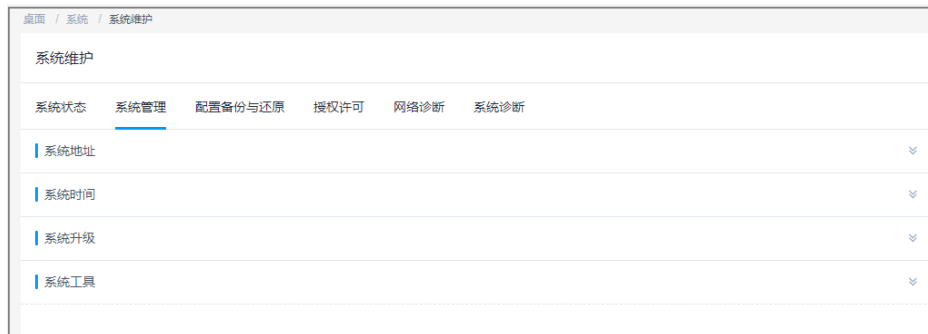 桌面 / 系统 / 系统维护
系统维护
系统状态 系统管理 配置备份与还原 授权许可 网络诊断 系统诊断
系统地址
系统时间
系统升级
系统工具